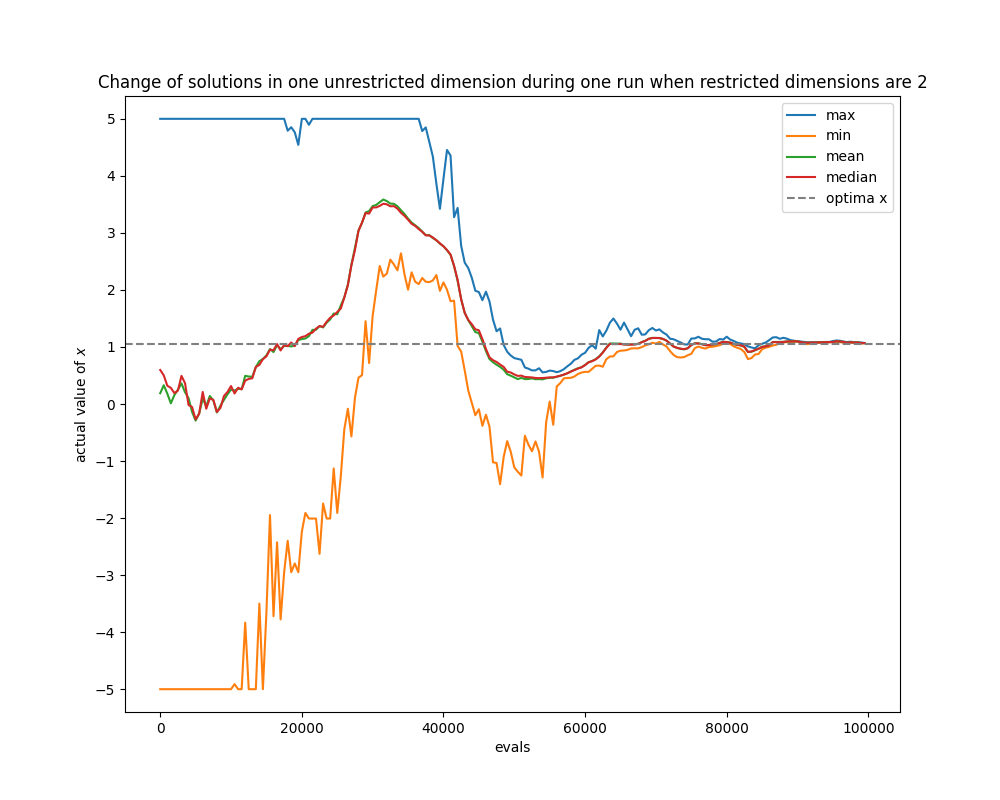 Change of solutions in one unrestricted dimension during one run when restricted dimensions are 2
max
min
mean
median
optima x
5
4
3
2
1
0
−1
−2
−3
−4
−5
actual value of x
0 20000 40000 60000 80000 100000
evals